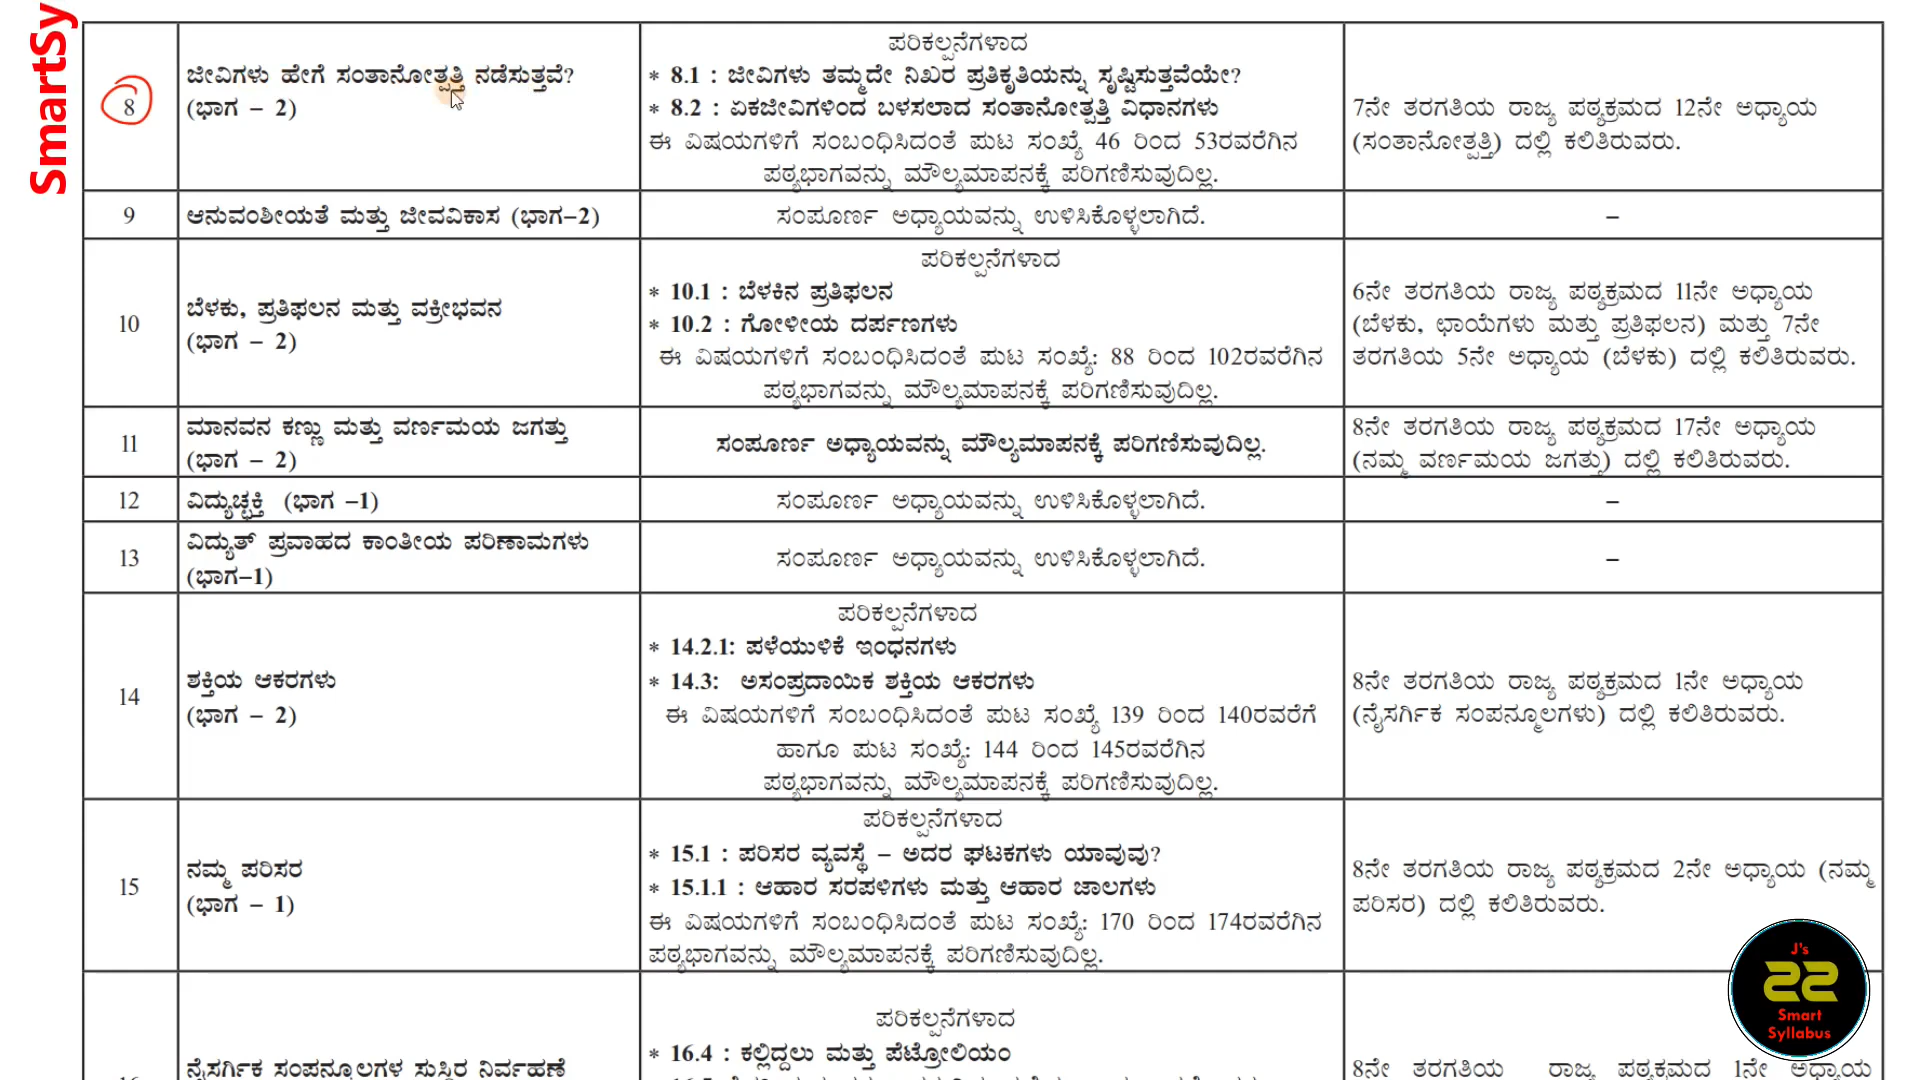 SmartSy
8
ಜೀವಿಗಳು ಹೇಗೆ ಸಂತಾನೋತ್ಪತ್ತಿ ನಡೆಸುತ್ತವೆ?
(ಭಾಗ – 2)
ಪರಿಕಲ್ಪನೆಗಳಾದ
* 8.1 : ಜೀವಿಗಳು ತಮ್ಮದೇ ನಿಖರ ಪ್ರತಿಕೃತಿಯನ್ನು ಸೃಷ್ಟಿಸುತ್ತವೆಯೇ?
* 8.2 : ಏಕಜೀವಿಗಳಿಂದ ಬಳಸಲಾದ ಸಂತಾನೋತ್ಪತ್ತಿ ವಿಧಾನಗಳು
ಈ ವಿಷಯಗಳಿಗೆ ಸಂಬಂಧಿಸಿದಂತೆ ಪುಟ ಸಂಖ್ಯೆ 46 ರಿಂದ 53ರವರೆಗಿನ
ಪಠ್ಯಭಾಗವನ್ನು ಮೌಲ್ಯಮಾಪನಕ್ಕೆ ಪರಿಗಣಿಸುವುದಿಲ್ಲ.
7ನೇ ತರಗತಿಯ ರಾಜ್ಯ ಪಠ್ಯಕ್ರಮದ 12ನೇ ಅಧ್ಯಾಯ
(ಸಂತಾನೋತ್ಪತ್ತಿ) ದಲ್ಲಿ ಕಲಿತಿರುವರು.
9
ಆನುವಂಶೀಯತೆ ಮತ್ತು ಜೀವವಿಕಾಸ (ಭಾಗ–2)
ಸಂಪೂರ್ಣ ಅಧ್ಯಾಯವನ್ನು ಉಳಿಸಿಕೊಳ್ಳಲಾಗಿದೆ.
–
10
ಬೆಳಕು, ಪ್ರತಿಫಲನ ಮತ್ತು ವಕ್ರೀಭವನ
(ಭಾಗ – 2)
ಪರಿಕಲ್ಪನೆಗಳಾದ
* 10.1 : ಬೆಳಕಿನ ಪ್ರತಿಫಲನ
* 10.2 : ಗೋಳೀಯ ದರ್ಪಣಗಳು
ಈ ವಿಷಯಗಳಿಗೆ ಸಂಬಂಧಿಸಿದಂತೆ ಪುಟ ಸಂಖ್ಯೆ: 88 ರಿಂದ 102ರವರೆಗಿನ
ಪಠ್ಯಭಾಗವನ್ನು ಮೌಲ್ಯಮಾಪನಕ್ಕೆ ಪರಿಗಣಿಸುವುದಿಲ್ಲ.
6ನೇ ತರಗತಿಯ ರಾಜ್ಯ ಪಠ್ಯಕ್ರಮದ 11ನೇ ಅಧ್ಯಾಯ
(ಬೆಳಕು, ಛಾಯೆಗಳು ಮತ್ತು ಪ್ರತಿಫಲನ) ಮತ್ತು 7ನೇ
ತರಗತಿಯ 5ನೇ ಅಧ್ಯಾಯ (ಬೆಳಕು) ದಲ್ಲಿ ಕಲಿತಿರುವರು.
11
ಮಾನವನ ಕಣ್ಣು ಮತ್ತು ವರ್ಣಮಯ ಜಗತ್ತು
(ಭಾಗ – 2)
ಸಂಪೂರ್ಣ ಅಧ್ಯಾಯವನ್ನು ಮೌಲ್ಯಮಾಪನಕ್ಕೆ ಪರಿಗಣಿಸುವುದಿಲ್ಲ.
8ನೇ ತರಗತಿಯ ರಾಜ್ಯ ಪಠ್ಯಕ್ರಮದ 17ನೇ ಅಧ್ಯಾಯ
(ನಮ್ಮ ವರ್ಣಮಯ ಜಗತ್ತು) ದಲ್ಲಿ ಕಲಿತಿರುವರು.
12
ವಿದ್ಯುಚ್ಛಕ್ತಿ (ಭಾಗ –1)
ಸಂಪೂರ್ಣ ಅಧ್ಯಾಯವನ್ನು ಉಳಿಸಿಕೊಳ್ಳಲಾಗಿದೆ.
–
13
ವಿದ್ಯುತ್ ಪ್ರವಾಹದ ಕಾಂತೀಯ ಪರಿಣಾಮಗಳು
(ಭಾಗ–1)
ಸಂಪೂರ್ಣ ಅಧ್ಯಾಯವನ್ನು ಉಳಿಸಿಕೊಳ್ಳಲಾಗಿದೆ.
–
14
ಶಕ್ತಿಯ ಆಕರಗಳು
(ಭಾಗ – 2)
ಪರಿಕಲ್ಪನೆಗಳಾದ
* 14.2.1: ಪಳೆಯುಳಿಕೆ ಇಂಧನಗಳು
* 14.3: ಅಸಂಪ್ರದಾಯಿಕ ಶಕ್ತಿಯ ಆಕರಗಳು
ಈ ವಿಷಯಗಳಿಗೆ ಸಂಬಂಧಿಸಿದಂತೆ ಪುಟ ಸಂಖ್ಯೆ 139 ರಿಂದ 140ರವರೆಗೆ
ಹಾಗೂ ಪುಟ ಸಂಖ್ಯೆ: 144 ರಿಂದ 145ರವರೆಗಿನ
ಪಠ್ಯಭಾಗವನ್ನು ಮೌಲ್ಯಮಾಪನಕ್ಕೆ ಪರಿಗಣಿಸುವುದಿಲ್ಲ.
8ನೇ ತರಗತಿಯ ರಾಜ್ಯ ಪಠ್ಯಕ್ರಮದ 1ನೇ ಅಧ್ಯಾಯ
(ನೈಸರ್ಗಿಕ ಸಂಪನ್ಮೂಲಗಳು) ದಲ್ಲಿ ಕಲಿತಿರುವರು.
15
ನಮ್ಮ ಪರಿಸರ
(ಭಾಗ – 1)
ಪರಿಕಲ್ಪನೆಗಳಾದ
* 15.1 : ಪರಿಸರ ವ್ಯವಸ್ಥೆ – ಅದರ ಘಟಕಗಳು ಯಾವುವು?
* 15.1.1 : ಆಹಾರ ಸರಪಳಿಗಳು ಮತ್ತು ಆಹಾರ ಜಾಲಗಳು
ಈ ವಿಷಯಗಳಿಗೆ ಸಂಬಂಧಿಸಿದಂತೆ ಪುಟ ಸಂಖ್ಯೆ: 170 ರಿಂದ 174ರವರೆಗಿನ
ಪಠ್ಯಭಾಗವನ್ನು ಮೌಲ್ಯಮಾಪನಕ್ಕೆ ಪರಿಗಣಿಸುವುದಿಲ್ಲ.
8ನೇ ತರಗತಿಯ ರಾಜ್ಯ ಪಠ್ಯಕ್ರಮದ 2ನೇ ಅಧ್ಯಾಯ (ನಮ್ಮ
ಪರಿಸರ) ದಲ್ಲಿ ಕಲಿತಿರುವರು.
ನೈಸರ್ಗಿಕ ಸಂಪನ್ಮೂಲಗಳ ಸುಸ್ಥಿರ ನಿರ್ವಹಣೆ
ಪರಿಕಲ್ಪನೆಗಳಾದ
* 16.4 : ಕಲ್ಲಿದ್ದಲು ಮತ್ತು ಪೆಟ್ರೋಲಿಯಂ
8ನೇ ತರಗತಿಯ ರಾಜ್ಯ ಪಠ್ಯಕ್ರಮದ 1ನೇ ಅಧ್ಯಾಯ
J's
22
Smart
Syllabus